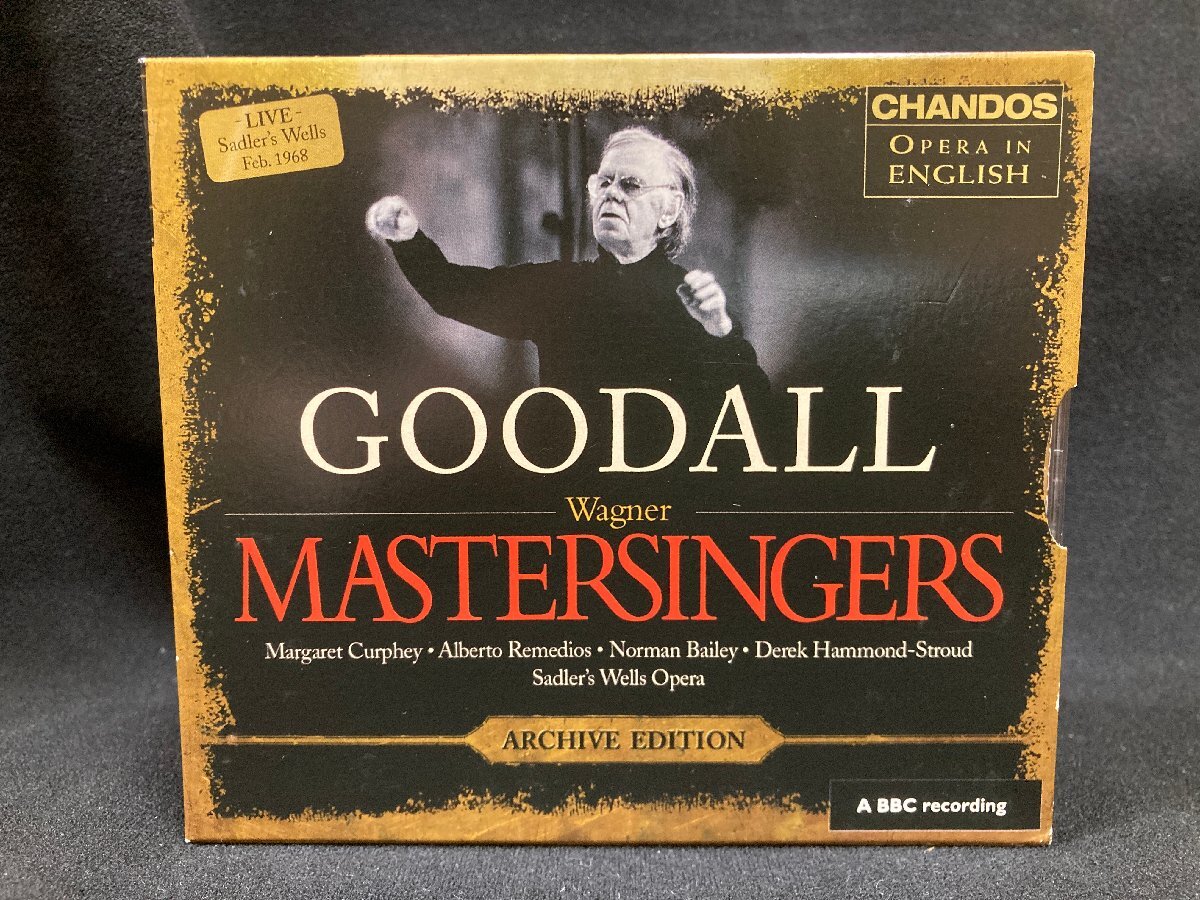 -LIVE-
Sadler's Wells
Feb. 1968
CHANDOS
OPERA IN
ENGLISH
GOODALL
Wagner
MASTERSINGERS
Margaret Curphey • Alberto Remedios • Norman Bailey • Derek Hammond-Stroud
Sadler's Wells Opera
ARCHIVE EDITION
A BBC recording